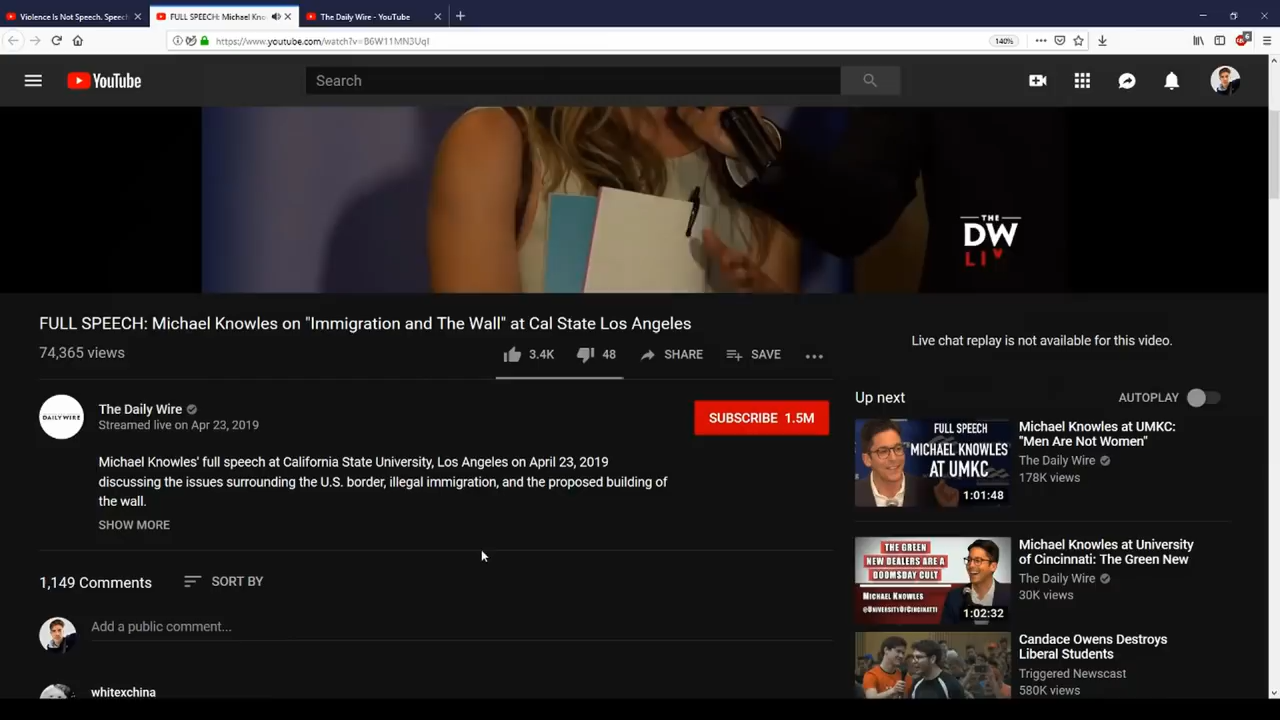 Violence Is Not Speech. Speech
FULL SPEECH: Michael Kno
The Daily Wire - YouTube
https://www.youtube.com/watch?v=B6W11MN3UqI
140%
6
YouTube
Search
THE
DW
LIV
FULL SPEECH: Michael Knowles on "Immigration and The Wall" at Cal State Los Angeles
74,365 views
3.4K
48
SHARE
SAVE
Live chat replay is not available for this video.
DAILY WIRE
The Daily Wire
Streamed live on Apr 23, 2019
SUBSCRIBE 1.5M
Michael Knowles' full speech at California State University, Los Angeles on April 23, 2019
discussing the issues surrounding the U.S. border, illegal immigration, and the proposed building of
the wall.
SHOW MORE
1,149 Comments
SORT BY
Add a public comment...
whitexchina
Up next
AUTOPLAY
FULL SPEECH
MICHAEL KNOWLES
AT UMKC
1:01:48
Michael Knowles at UMKC:
"Men Are Not Women"
The Daily Wire
178K views
THE GREEN
NEW DEALERS ARE A
DOOMSDAY CULT
MICHAEL KNOWLES
@UNIVERSITYOFCINCINATTI
1:02:32
Michael Knowles at University
of Cincinnati: The Green New
The Daily Wire
30K views
Candace Owens Destroys
Liberal Students
Triggered Newscast
580K views